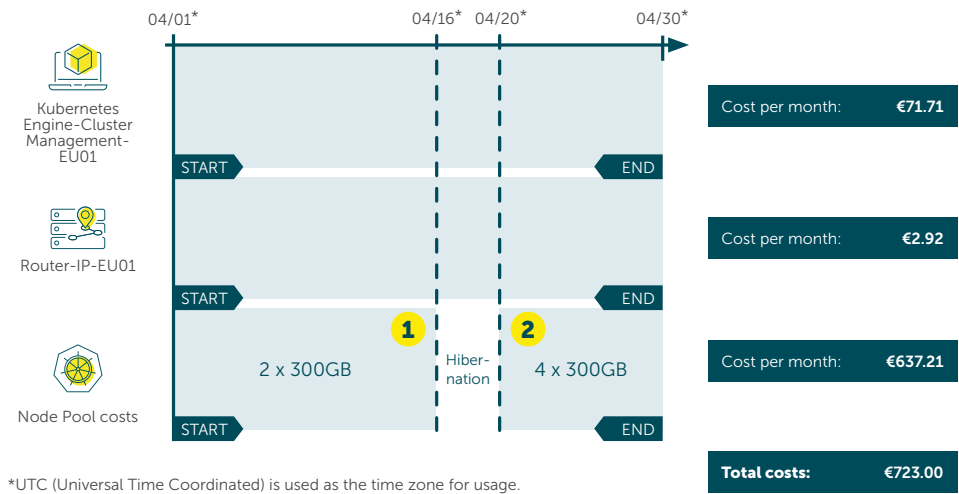 04/01* 04/16* 04/20* 04/30*
Kubernetes
Engine-Cluster
Management-
EU01
START
END
Cost per month: €71.71
Router-IP-EU01
START
END
Cost per month: €2.92
1
2
2 x 300GB
Hiber-
nation
4 x 300GB
Node Pool costs
START
END
Cost per month: €637.21
Total costs: €723.00
*UTC (Universal Time Coordinated) is used as the time zone for usage.